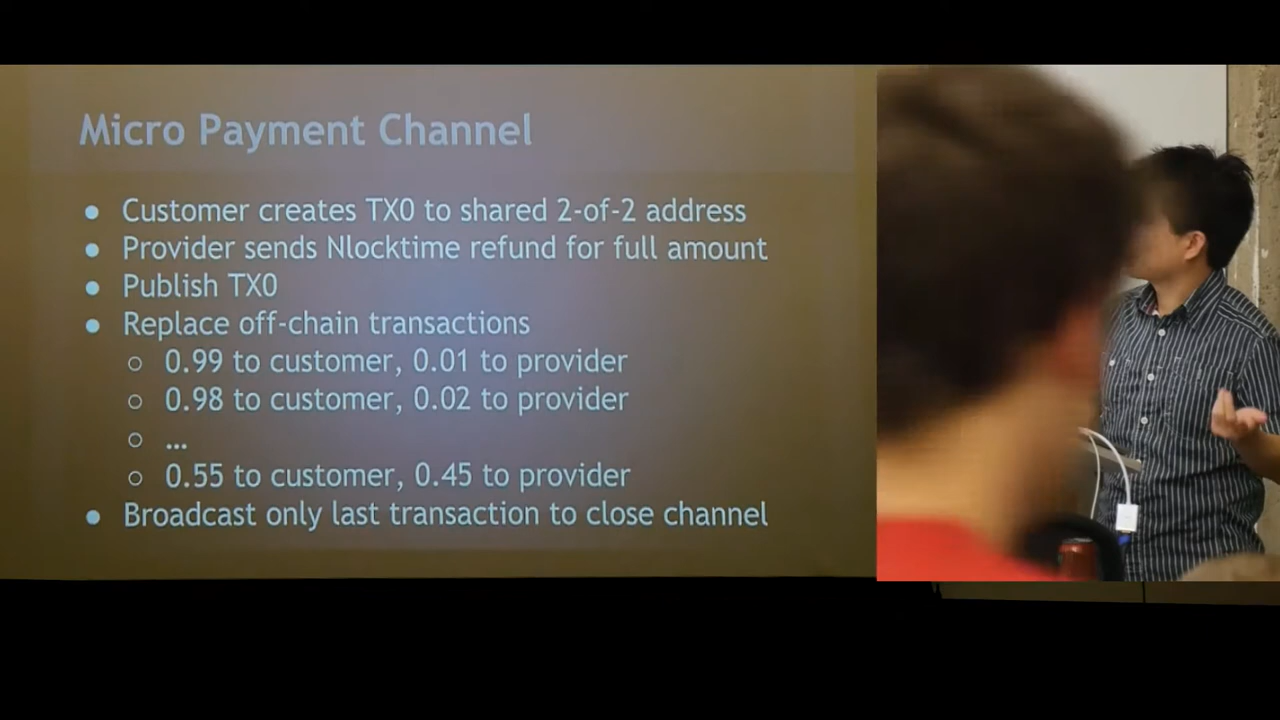 Micro Payment Channel
● Customer creates TX0 to shared 2-of-2 address
● Provider sends Nlocktime refund for full amount
● Publish TX0
● Replace off-chain transactions
○ 0.99 to customer, 0.01 to provider
○ 0.98 to customer, 0.02 to provider
○ …
○ 0.55 to customer, 0.45 to provider
● Broadcast only last transaction to close channel